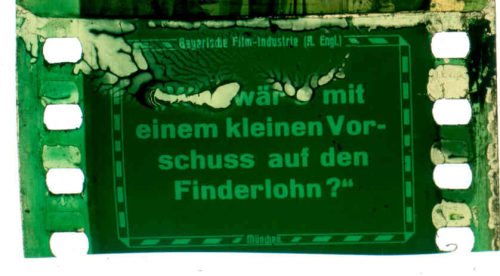 Bayerische Film-Industrie (A. Engl.)
wär mit
einem kleinen Vor-
schuss auf den
Finderlohn?“
München